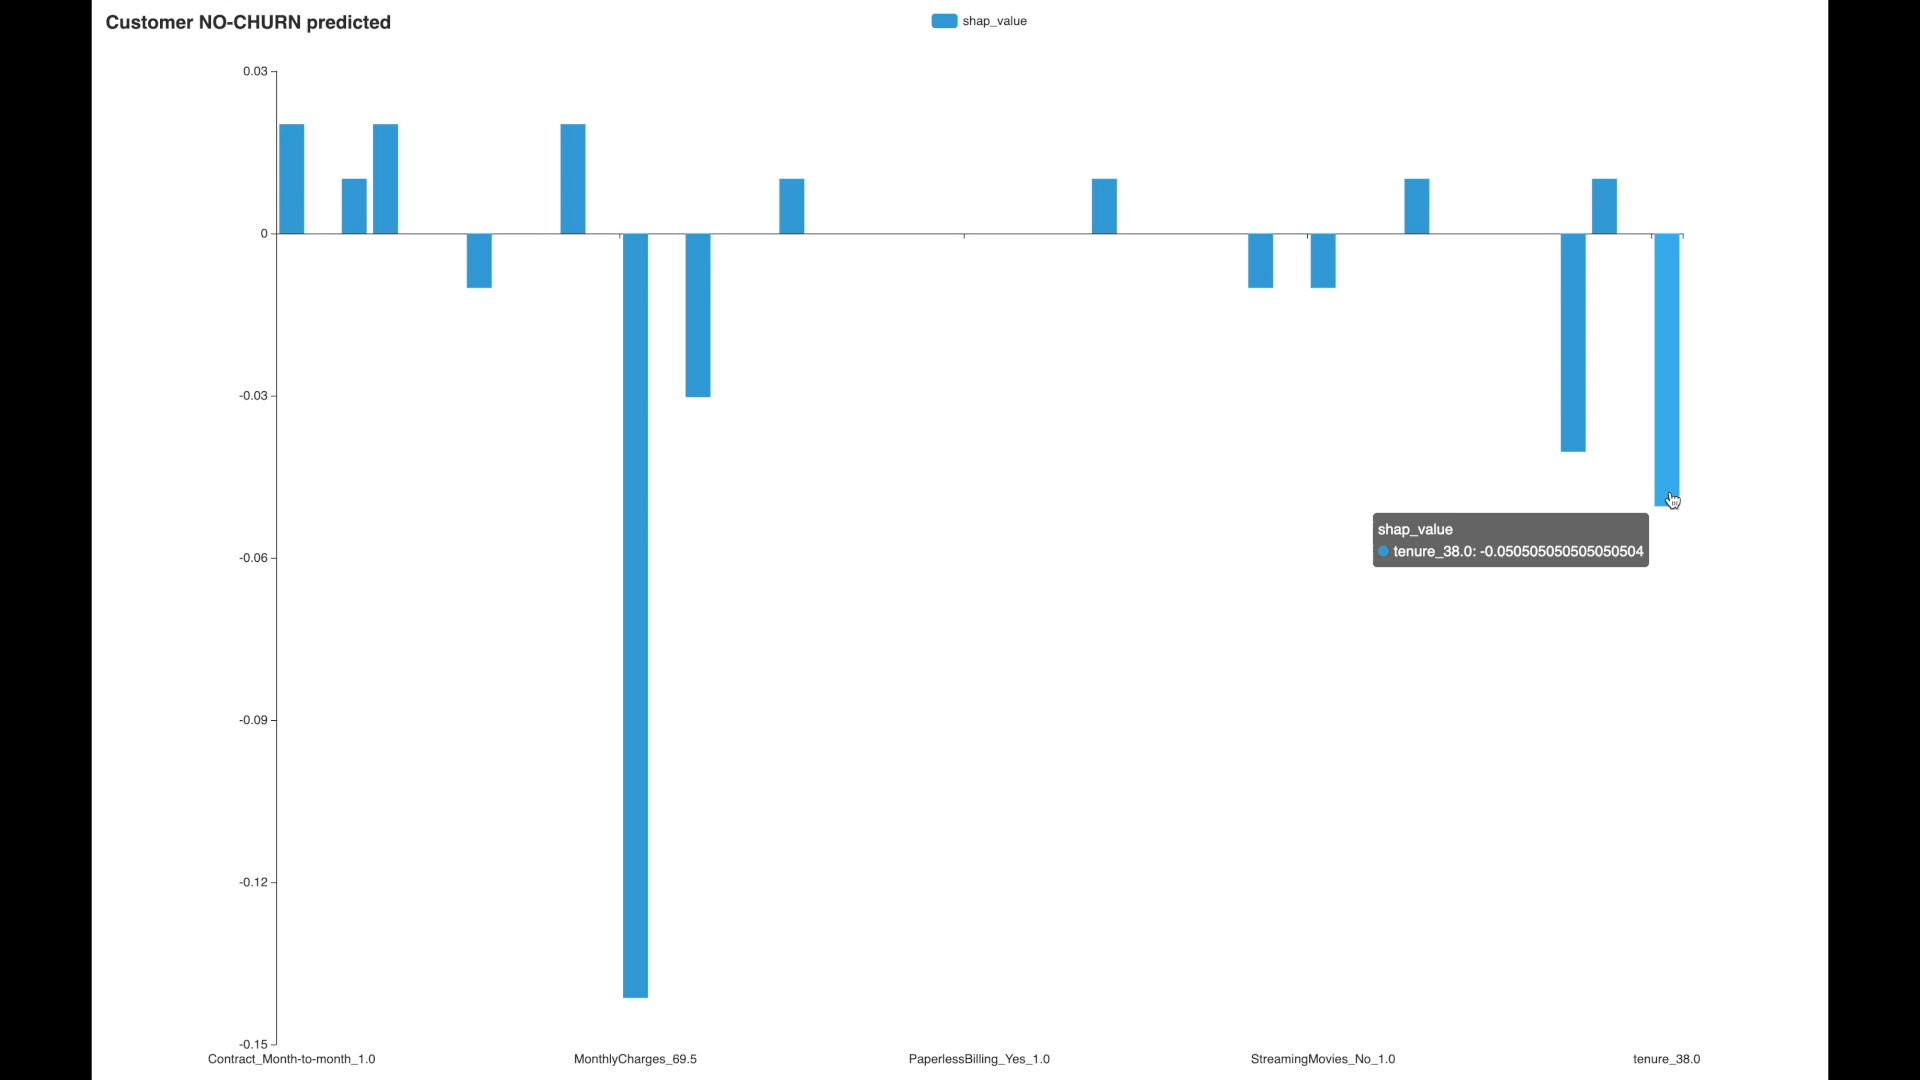 Customer NO-CHURN predicted
shap_value
0.03
0
-0.03
-0.06
-0.09
-0.12
-0.15
shap_value
tenure_38.0: -0.050505050505050504
Contract_Month-to-month_1.0
MonthlyCharges_69.5
PaperlessBilling_Yes_1.0
StreamingMovies_No_1.0
tenure_38.0